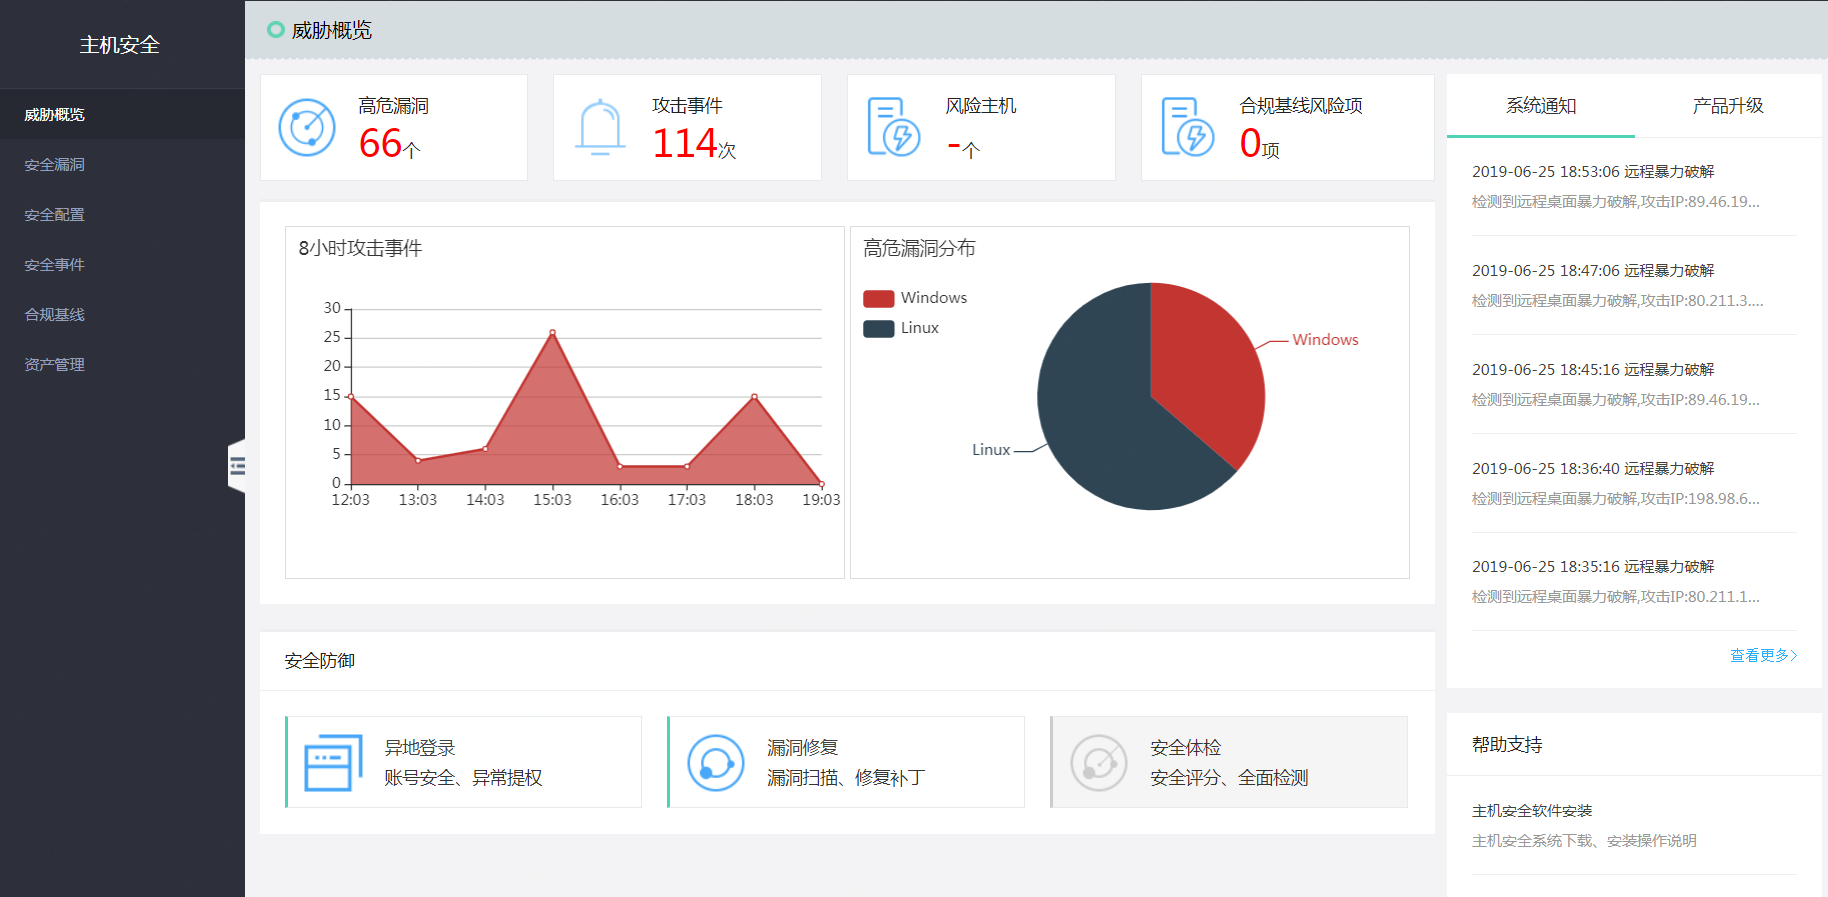 主机安全
威胁概览
安全漏洞
安全配置
安全事件
合规基线
资产管理
威胁概览
高危漏洞
66个
攻击事件
114次
风险主机
-个
合规基线风险项
0项
8小时攻击事件
30
25
20
15
10
5
0
12:03 13:03 14:03 15:03 16:03 17:03 18:03 19:03
高危漏洞分布
Windows
Linux
Windows
Linux
安全防御
异地登录
账号安全、异常提权
漏洞修复
漏洞扫描、修复补丁
安全体检
安全评分、全面检测
系统通知 产品升级
2019-06-25 18:53:06 远程暴力破解
检测到远程桌面暴力破解,攻击IP:89.46.19...
2019-06-25 18:47:06 远程暴力破解
检测到远程桌面暴力破解,攻击IP:80.211.3....
2019-06-25 18:45:16 远程暴力破解
检测到远程桌面暴力破解,攻击IP:89.46.19...
2019-06-25 18:36:40 远程暴力破解
检测到远程桌面暴力破解,攻击IP:198.98.6...
2019-06-25 18:35:16 远程暴力破解
检测到远程桌面暴力破解,攻击IP:80.211.1...
查看更多>
帮助支持
主机安全软件安装
主机安全系统下载、安装操作说明